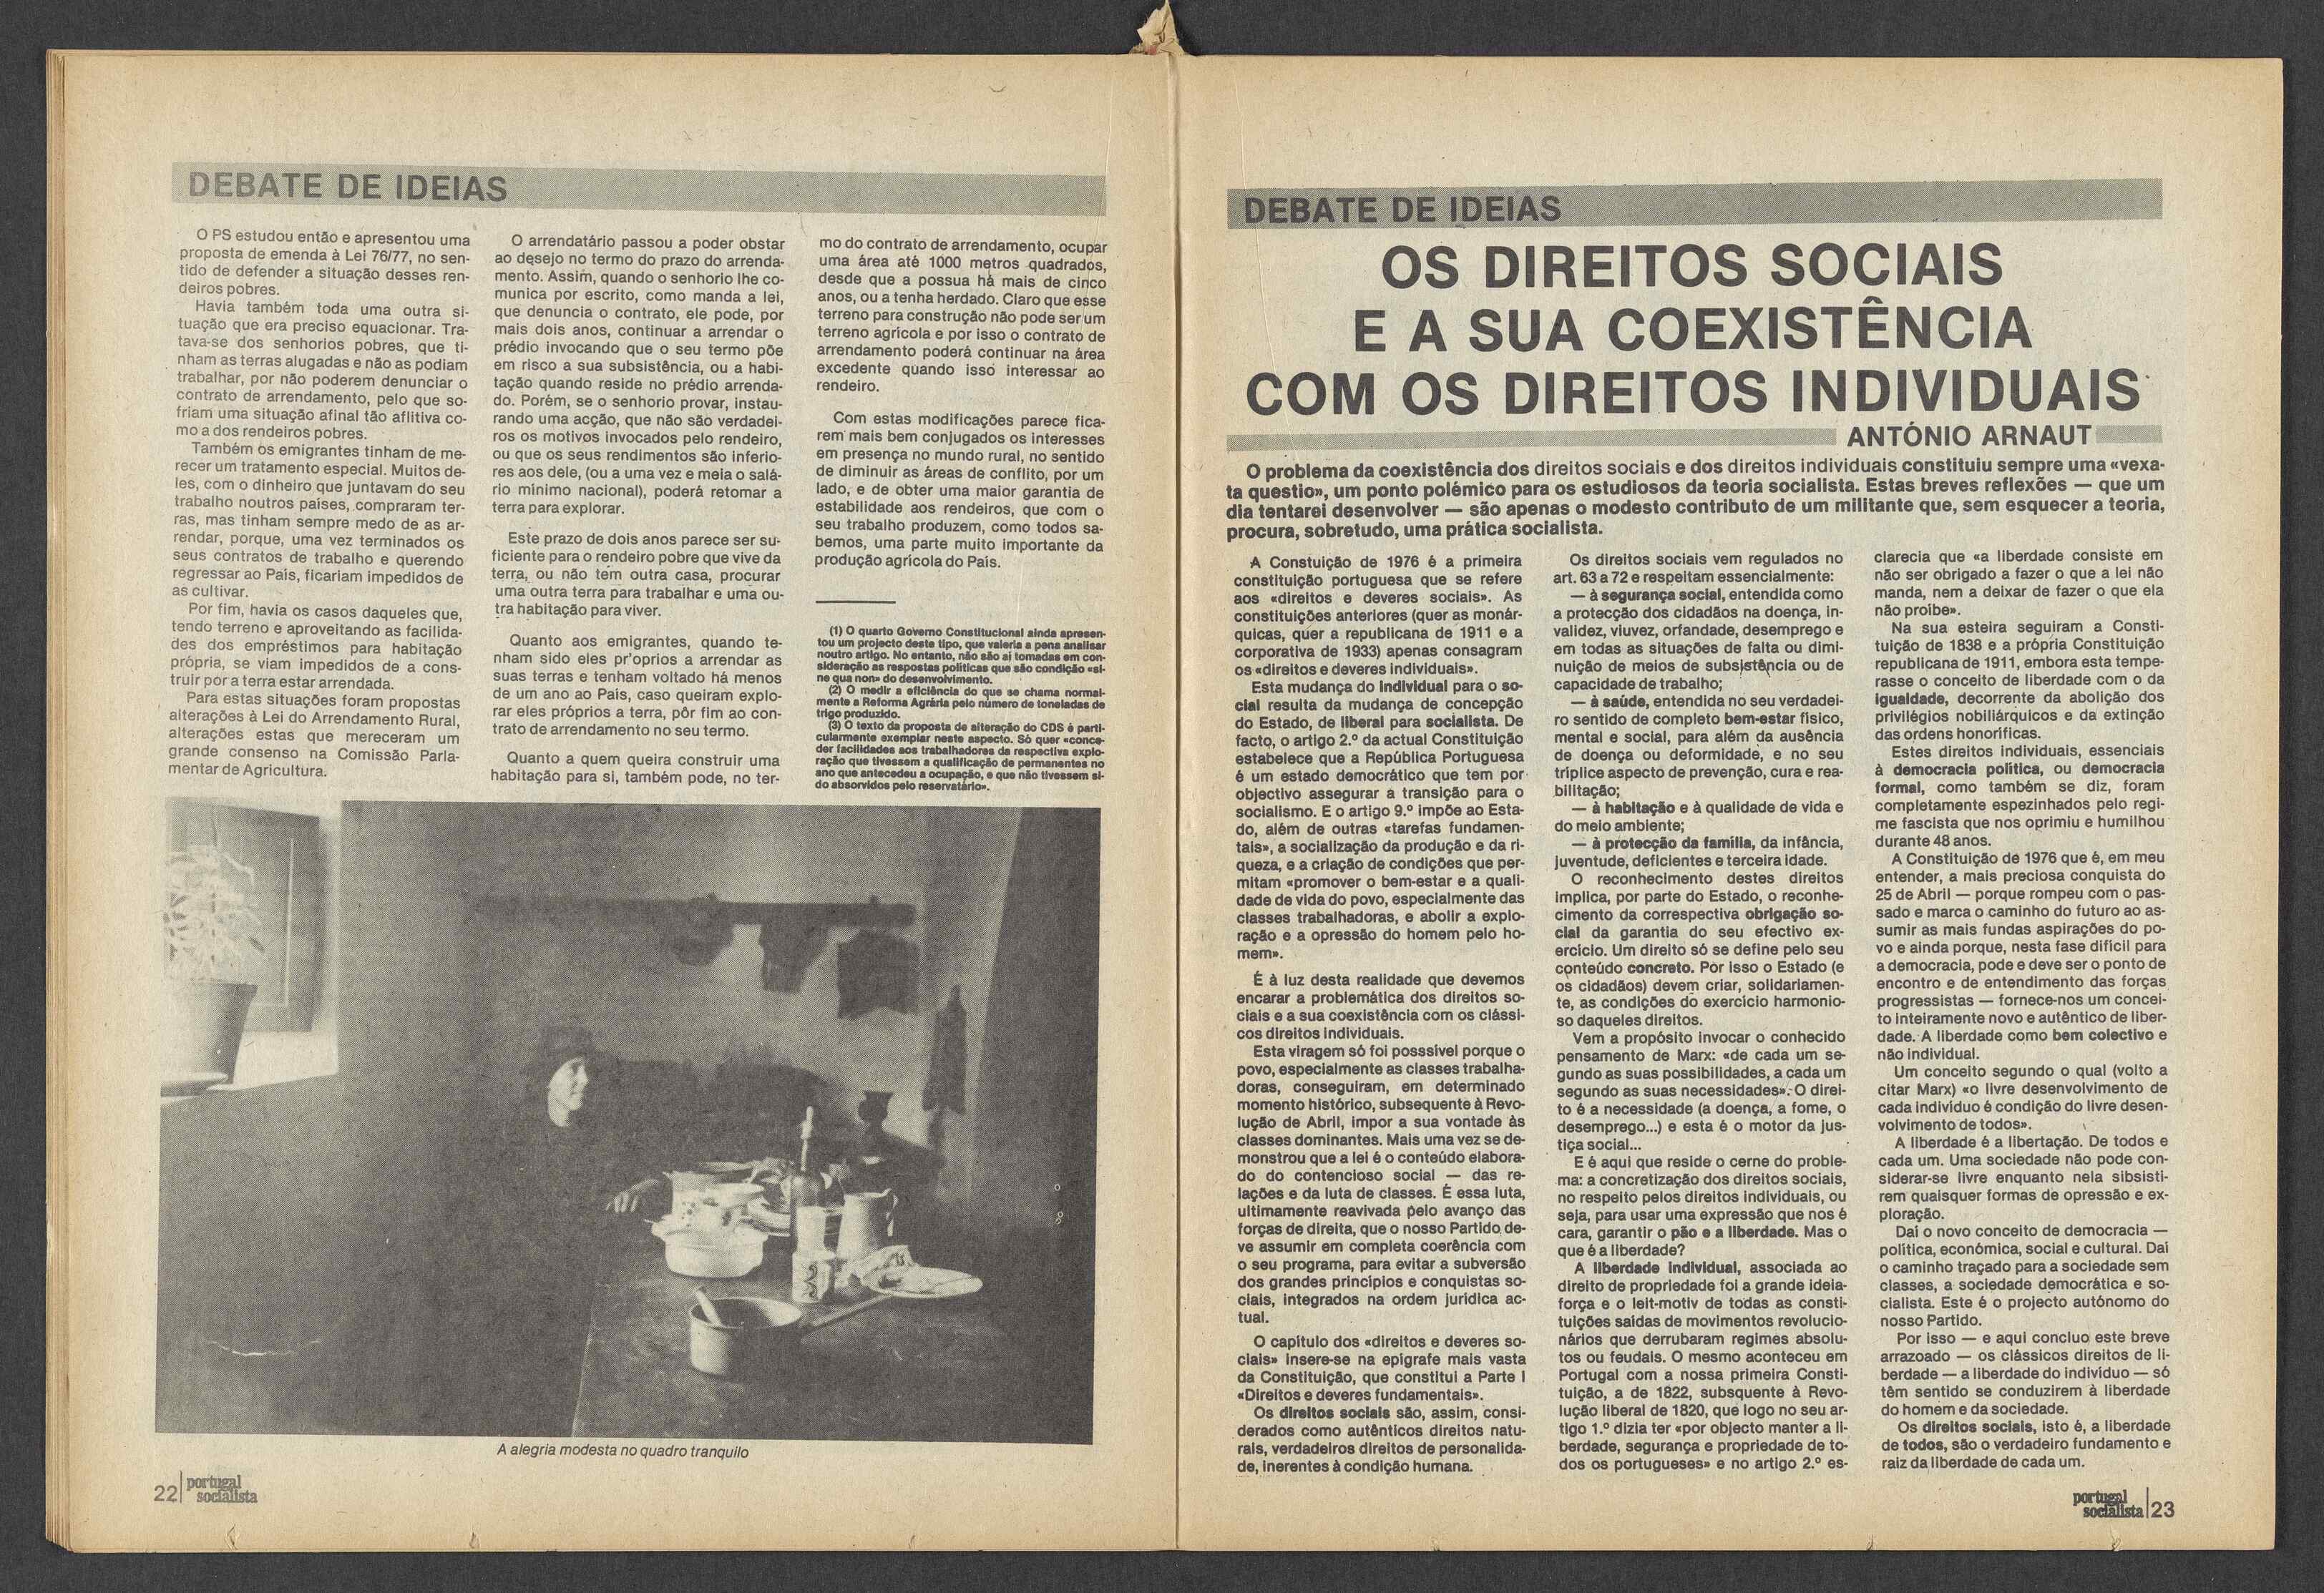 DEBATE DE IDEIAS
O PS estudou então e apresentou uma
proposta de emenda à Lei 76/77, no sen-
tido de defender a situação desses ren-
deiros pobres.
Havia também toda uma outra si-
tuação que era preciso equacionar. Tra-
tava-se dos senhorios pobres, que ti-
nham as terras alugadas e não as podiam
trabalhar, por não poderem denunciar o
contrato de arrendamento, pelo que so-
friam uma situação afinal tão aflitiva co-
mo a dos rendeiros pobres.
Também os emigrantes tinham de me-
recer um tratamento especial. Muitos de-
les, com o dinheiro que juntavam do seu
trabalho noutros países, compraram ter-
ras, mas tinham sempre medo de as ar-
rendar, porque, uma vez terminados os
seus contratos de trabalho e querendo
regressar ao País, ficariam impedidos de
as cultivar.
Por fim, havia os casos daqueles que,
tendo terreno e aproveitando as facilida-
des dos empréstimos para habitação
própria, se viam impedidos de a cons-
truir por a terra estar arrendada.
Para estas situações foram propostas
alterações à Lei do Arrendamento Rural,
alterações estas que mereceram um
grande consenso na Comissão Parla-
mentar de Agricultura.
O arrendatário passou a poder obstar
ao desejo no termo do prazo do arrenda-
mento. Assim, quando o senhorio lhe co-
munica por escrito, como manda a lei,
que denuncia o contrato, ele pode, por
mais dois anos, continuar a arrendar o
prédio invocando que o seu termo põe
em risco a sua subsistência, ou a habi-
tação quando reside no prédio arrenda-
do. Porém, se o senhorio provar, instau-
rando uma acção, que não são verdadei-
ros os motivos invocados pelo rendeiro,
ou que os seus rendimentos são inferio-
res aos dele, (ou a uma vez e meia o salá-
rio mínimo nacional), poderá retomar a
terra para explorar.
Este prazo de dois anos parece ser su-
ficiente para o rendeiro pobre que vive da
terra, ou não tem outra casa, procurar
uma outra terra para trabalhar e uma ou-
tra habitação para viver.
Quanto aos emigrantes, quando te-
nham sido eles pr'oprios a arrendar as
suas terras e tenham voltado há menos
de um ano ao País, caso queiram explo-
rar eles próprios a terra, pôr fim ao con-
trato de arrendamento no seu termo.
Quanto a quem queira construir uma
habitação para si, também pode, no ter-
mo do contrato de arrendamento, ocupar
uma área até 1000 metros quadrados,
desde que a possua há mais de cinco
anos, ou a tenha herdado. Claro que esse
terreno para construção não pode ser um
terreno agrícola e por isso o contrato de
arrendamento poderá continuar na área
excedente quando isso interessar ao
rendeiro.
Com estas modificações parece fica-
rem mais bem conjugados os interesses
em presença no mundo rural, no sentido
de diminuir as áreas de conflito, por um
lado, e de obter uma maior garantia de
estabilidade aos rendeiros, que com o
seu trabalho produzem, como todos sa-
bemos, uma parte muito importante da
produção agrícola do País.
(1) O quarto Governo Constitucional ainda apresen-
tou um projecto deste tipo, que valeria a pena analisar
noutro artigo. No entanto, não são aí tomadas em con-
sideração as respostas políticas que são condição «si-
ne qua non» do desenvolvimento.
(2) O medir a eficiência do que se chama normal-
mente a Reforma Agrária pelo número de toneladas de
trigo produzido.
(3) O texto da proposta de alteração do CDS é parti-
cularmente exemplar neste aspecto. Só quer «conce-
der facilidades aos trabalhadores da respectiva explo-
ração que tivessem a qualificação de permanentes no
ano que antecedeu a ocupação, e que não tivessem si-
do absorvidos pelo reservatário».
A alegria modesta no quadro tranquilo
22 portugal
socialista
DEBATE DE IDEIAS
OS DIREITOS SOCIAIS
E A SUA COEXISTÊNCIA
COM OS DIREITOS INDIVIDUAIS
ANTÓNIO ARNAUT
O problema da coexistência dos direitos sociais e dos direitos individuais constituiu sempre uma «vexa-
ta questio», um ponto polémico para os estudiosos da teoria socialista. Estas breves reflexões — que um
dia tentarei desenvolver — são apenas o modesto contributo de um militante que, sem esquecer a teoria,
procura, sobretudo, uma prática socialista.
A Constuição de 1976 é a primeira
constituição portuguesa que se refere
aos «direitos e deveres sociais». As
constituições anteriores (quer as monár-
quicas, quer a republicana de 1911 e a
corporativa de 1933) apenas consagram
os «direitos e deveres individuais».
Esta mudança do individual para o so-
cial resulta da mudança de concepção
do Estado, de liberal para socialista. De
facto, o artigo 2.º da actual Constituição
estabelece que a República Portuguesa
é um estado democrático que tem por
objectivo assegurar a transição para o
socialismo. E o artigo 9.º impõe ao Esta-
do, além de outras «tarefas fundamen-
tais», a socialização da produção e da ri-
queza, e a criação de condições que per-
mitam «promover o bem-estar e a quali-
dade de vida do povo, especialmente das
classes trabalhadoras, e abolir a explo-
ração e a opressão do homem pelo ho-
mem».
É à luz desta realidade que devemos
encarar a problemática dos direitos so-
ciais e a sua coexistência com os clássi-
cos direitos individuais.
Esta viragem só foi posssível porque o
povo, especialmente as classes trabalha-
doras, conseguiram, em determinado
momento histórico, subsequente à Revo-
lução de Abril, impor a sua vontade às
classes dominantes. Mais uma vez se de-
monstrou que a lei é o conteúdo elabora-
do do contencioso social — das re-
lações e da luta de classes. É essa luta,
ultimamente reavivada pelo avanço das
forças de direita, que o nosso Partido de-
ve assumir em completa coerência com
o seu programa, para evitar a subversão
dos grandes princípios e conquistas so-
ciais, integrados na ordem jurídica ac-
tual.
O capítulo dos «direitos e deveres so-
ciais» insere-se na epígrafe mais vasta
da Constituição, que constitui a Parte I
«Direitos e deveres fundamentais».
Os direitos sociais são, assim, consi-
derados como autênticos direitos natu-
rais, verdadeiros direitos de personalida-
de, inerentes à condição humana.
Os direitos sociais vem regulados no
art. 63 a 72 e respeitam essencialmente:
— à segurança social, entendida como
a protecção dos cidadãos na doença, in-
validez, viuvez, orfandade, desemprego e
em todas as situações de falta ou dimi-
nuição de meios de subsistência ou de
capacidade de trabalho;
— à saúde, entendida no seu verdadei-
ro sentido de completo bem-estar físico,
mental e social, para além da ausência
de doença ou deformidade, e no seu
tríplice aspecto de prevenção, cura e rea-
bilitação;
— à habitação e à qualidade de vida e
do meio ambiente;
— à protecção da família, da infância,
juventude, deficientes e terceira idade.
O reconhecimento destes direitos
implica, por parte do Estado, o reconhe-
cimento da correspectiva obrigação so-
cial da garantia do seu efectivo ex-
ercício. Um direito só se define pelo seu
conteúdo concreto. Por isso o Estado (e
os cidadãos) devem criar, solidariamen-
te, as condições do exercício harmonio-
so daqueles direitos.
Vem a propósito invocar o conhecido
pensamento de Marx: «de cada um se-
gundo as suas possibilidades, a cada um
segundo as suas necessidades». O direi-
to é a necessidade (a doença, a fome, o
desemprego...) e esta é o motor da jus-
tiça social...
E é aqui que reside o cerne do proble-
ma: a concretização dos direitos sociais,
no respeito pelos direitos individuais, ou
seja, para usar uma expressão que nos é
cara, garantir o pão e a liberdade. Mas o
que é a liberdade?
A liberdade individual, associada ao
direito de propriedade foi a grande ideia-
força e o leit-motiv de todas as consti-
tuições saídas de movimentos revolucio-
nários que derrubaram regimes absolu-
tos ou feudais. O mesmo aconteceu em
Portugal com a nossa primeira Consti-
tuição, a de 1822, subsquente à Revo-
lução liberal de 1820, que logo no seu ar-
tigo 1.º dizia ter «por objecto manter a li-
berdade, segurança e propriedade de to-
dos os portugueses» e no artigo 2.º es-
clarecia que «a liberdade consiste em
não ser obrigado a fazer o que a lei não
manda, nem a deixar de fazer o que ela
não proíbe».
Na sua esteira seguiram a Consti-
tuição de 1838 e a própria Constituição
republicana de 1911, embora esta tempe-
rasse o conceito de liberdade com o da
igualdade, decorrente da abolição dos
privilégios nobiliárquicos e da extinção
das ordens honoríficas.
Estes direitos individuais, essenciais
à democracia política, ou democracia
formal, como também se diz, foram
completamente espezinhados pelo regi-
me fascista que nos oprimiu e humilhou
durante 48 anos.
A Constituição de 1976 que é, em meu
entender, a mais preciosa conquista do
25 de Abril — porque rompeu com o pas-
sado e marca o caminho do futuro ao as-
sumir as mais fundas aspirações do po-
vo e ainda porque, nesta fase difícil para
a democracia, pode e deve ser o ponto de
encontro e de entendimento das forças
progressistas — fornece-nos um concei-
to inteiramente novo e autêntico de liber-
dade. A liberdade como bem colectivo e
não individual.
Um conceito segundo o qual (volto a
citar Marx) «o livre desenvolvimento de
cada indivíduo é condição do livre desen-
volvimento de todos».
A liberdade é a libertação. De todos e
cada um. Uma sociedade não pode con-
siderar-se livre enquanto nela sibsisti-
rem quaisquer formas de opressão e ex-
ploração.
Daí o novo conceito de democracia —
política, económica, social e cultural. Daí
o caminho traçado para a sociedade sem
classes, a sociedade democrática e so-
cialista. Este é o projecto autónomo do
nosso Partido.
Por isso — e aqui concluo este breve
arrazoado — os clássicos direitos de li-
berdade — a liberdade do indivíduo — só
têm sentido se conduzirem à liberdade
do homem e da sociedade.
Os direitos sociais, isto é, a liberdade
de todos, são o verdadeiro fundamento e
raiz da liberdade de cada um.
portugal
socialista 23